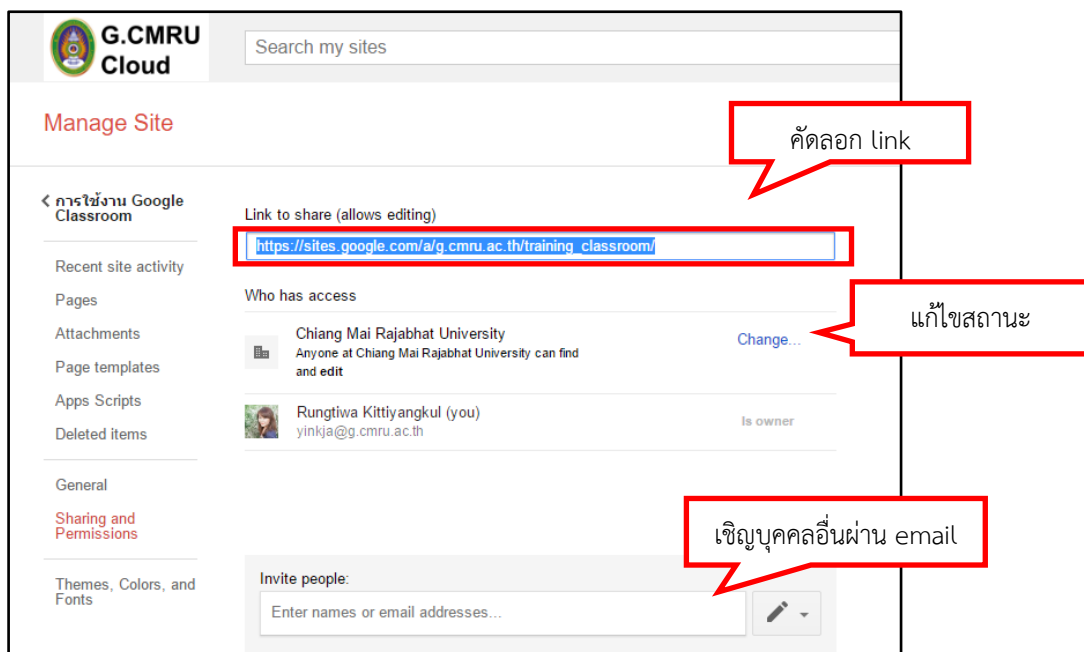 G.CMRU
Cloud
Search my sites
Manage Site
คัดลอก link
การใช้งาน Google
Classroom
Link to share (allows editing)
https://sites.google.com/a/g.cmru.ac.th/training_classroom/
Recent site activity
Pages
Who has access
Attachments
Chiang Mai Rajabhat University
Change...
แก้ไขสถานะ
Anyone at Chiang Mai Rajabhat University can find
and edit
Page templates
Apps Scripts
Rungtiwa Kittiyangkul (you)
Is owner
yinkja@g.cmru.ac.th
Deleted items
General
Sharing and
Permissions
เชิญบุคคลอื่นผ่าน email
Themes, Colors, and
Fonts
Invite people:
Enter names or email addresses...